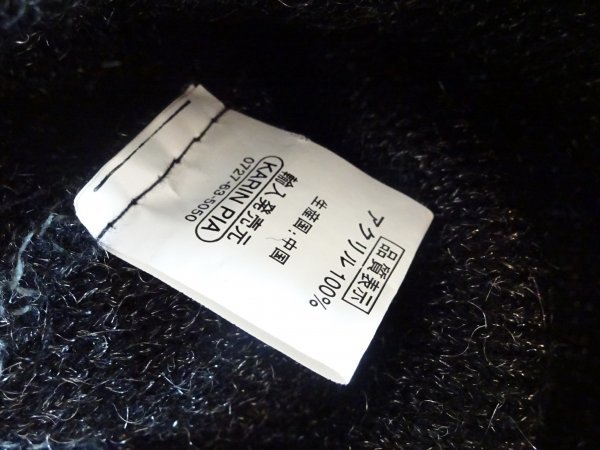 品質表示
アクリル100%
生産国:中国
輸入発売元
KARIN PIA
0727-63-5050